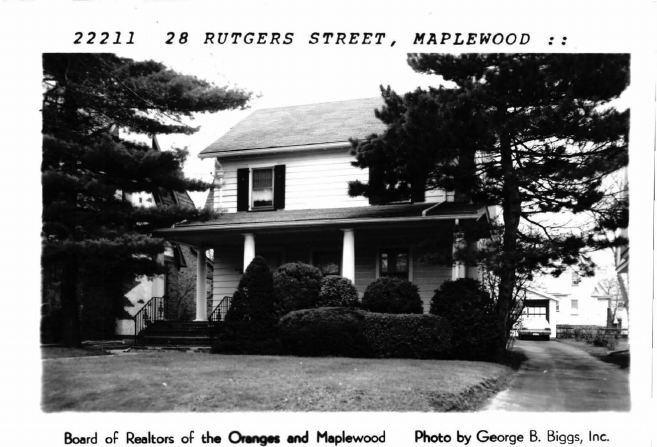 22211 28 RUTGERS STREET, MAPLEWOOD ::
Board of Realtors of the Oranges and Maplewood Photo by George B. Biggs, Inc.